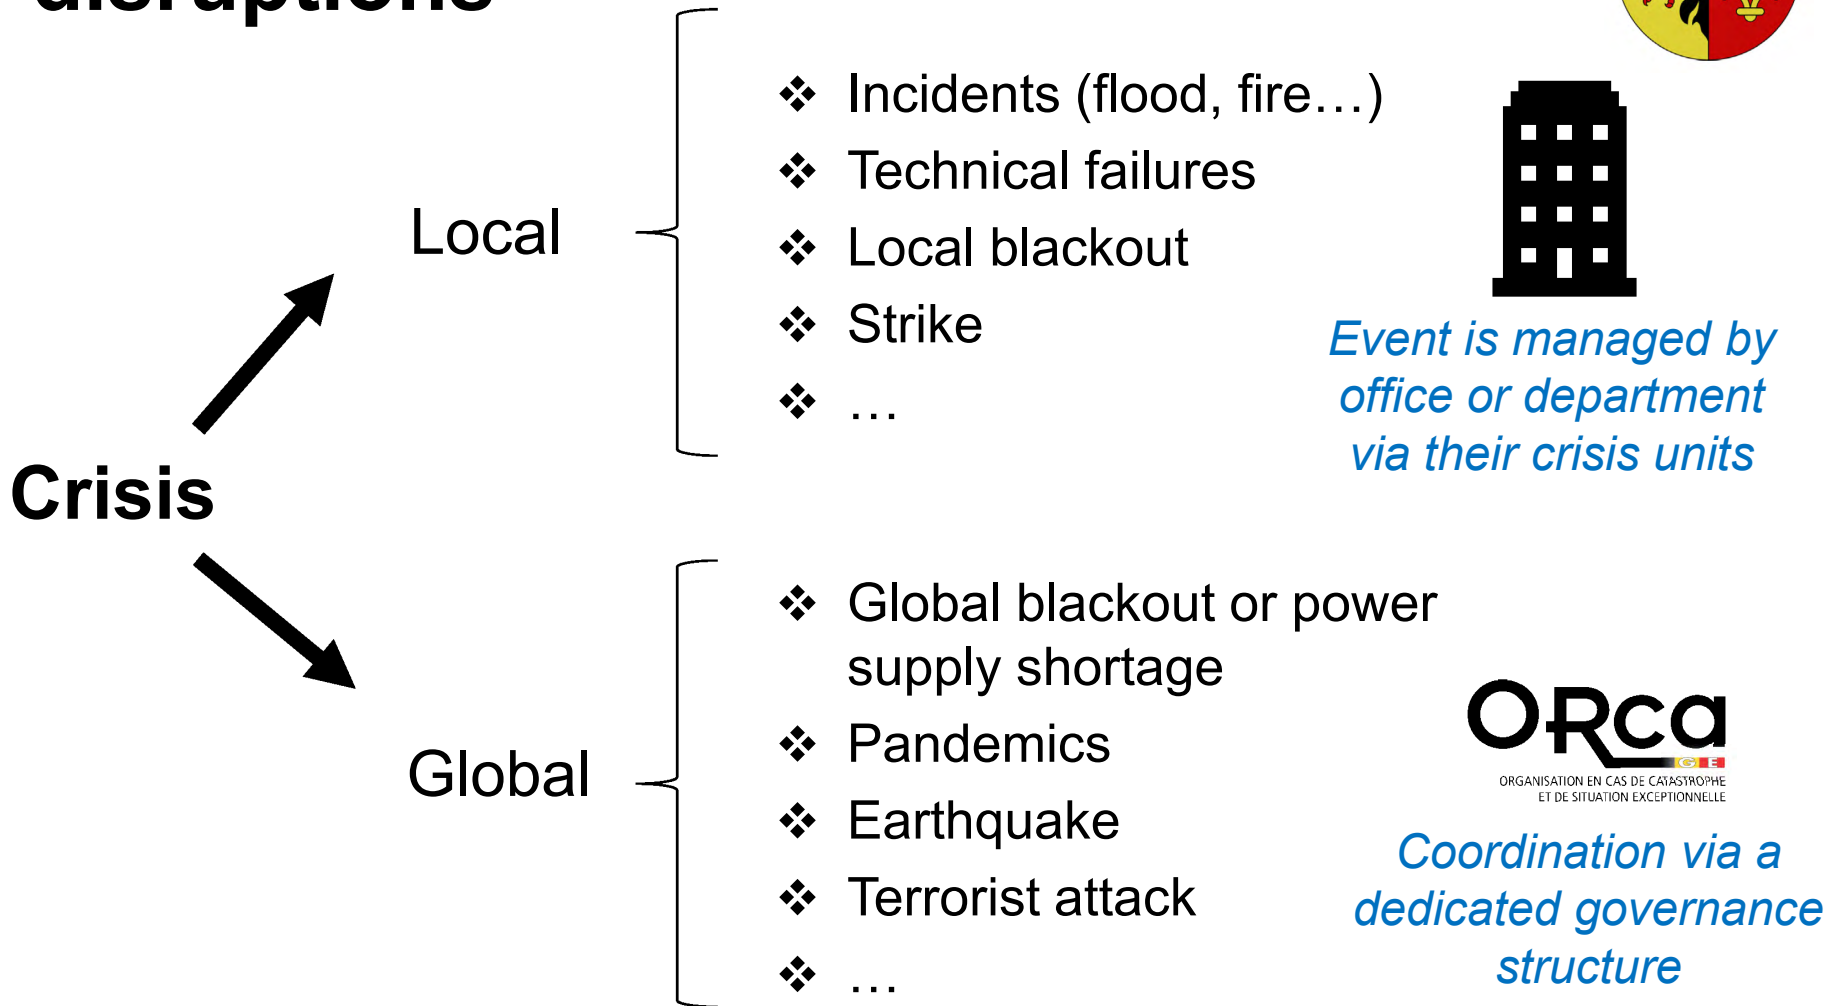 disruptions
Local
❖ Incidents (flood, fire…)
❖ Technical failures
❖ Local blackout
❖ Strike
❖ …
Event is managed by
office or department
via their crisis units
Crisis
Global
❖ Global blackout or power
supply shortage
❖ Pandemics
❖ Earthquake
❖ Terrorist attack
❖ …
ORca
GE
ORGANISATION EN CAS DE CATASTROPHE
ET DE SITUATION EXCEPTIONNELLE
Coordination via a
dedicated governance
structure